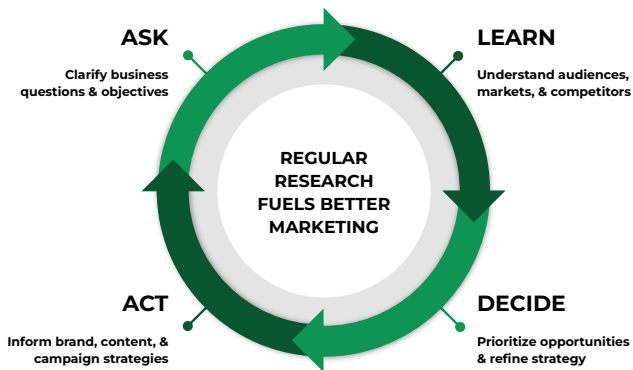 ASK
Clarify business
questions & objectives
LEARN
Understand audiences,
markets, & competitors
REGULAR
RESEARCH
FUELS BETTER
MARKETING
ACT
Inform brand, content, &
campaign strategies
DECIDE
Prioritize opportunities
& refine strategy